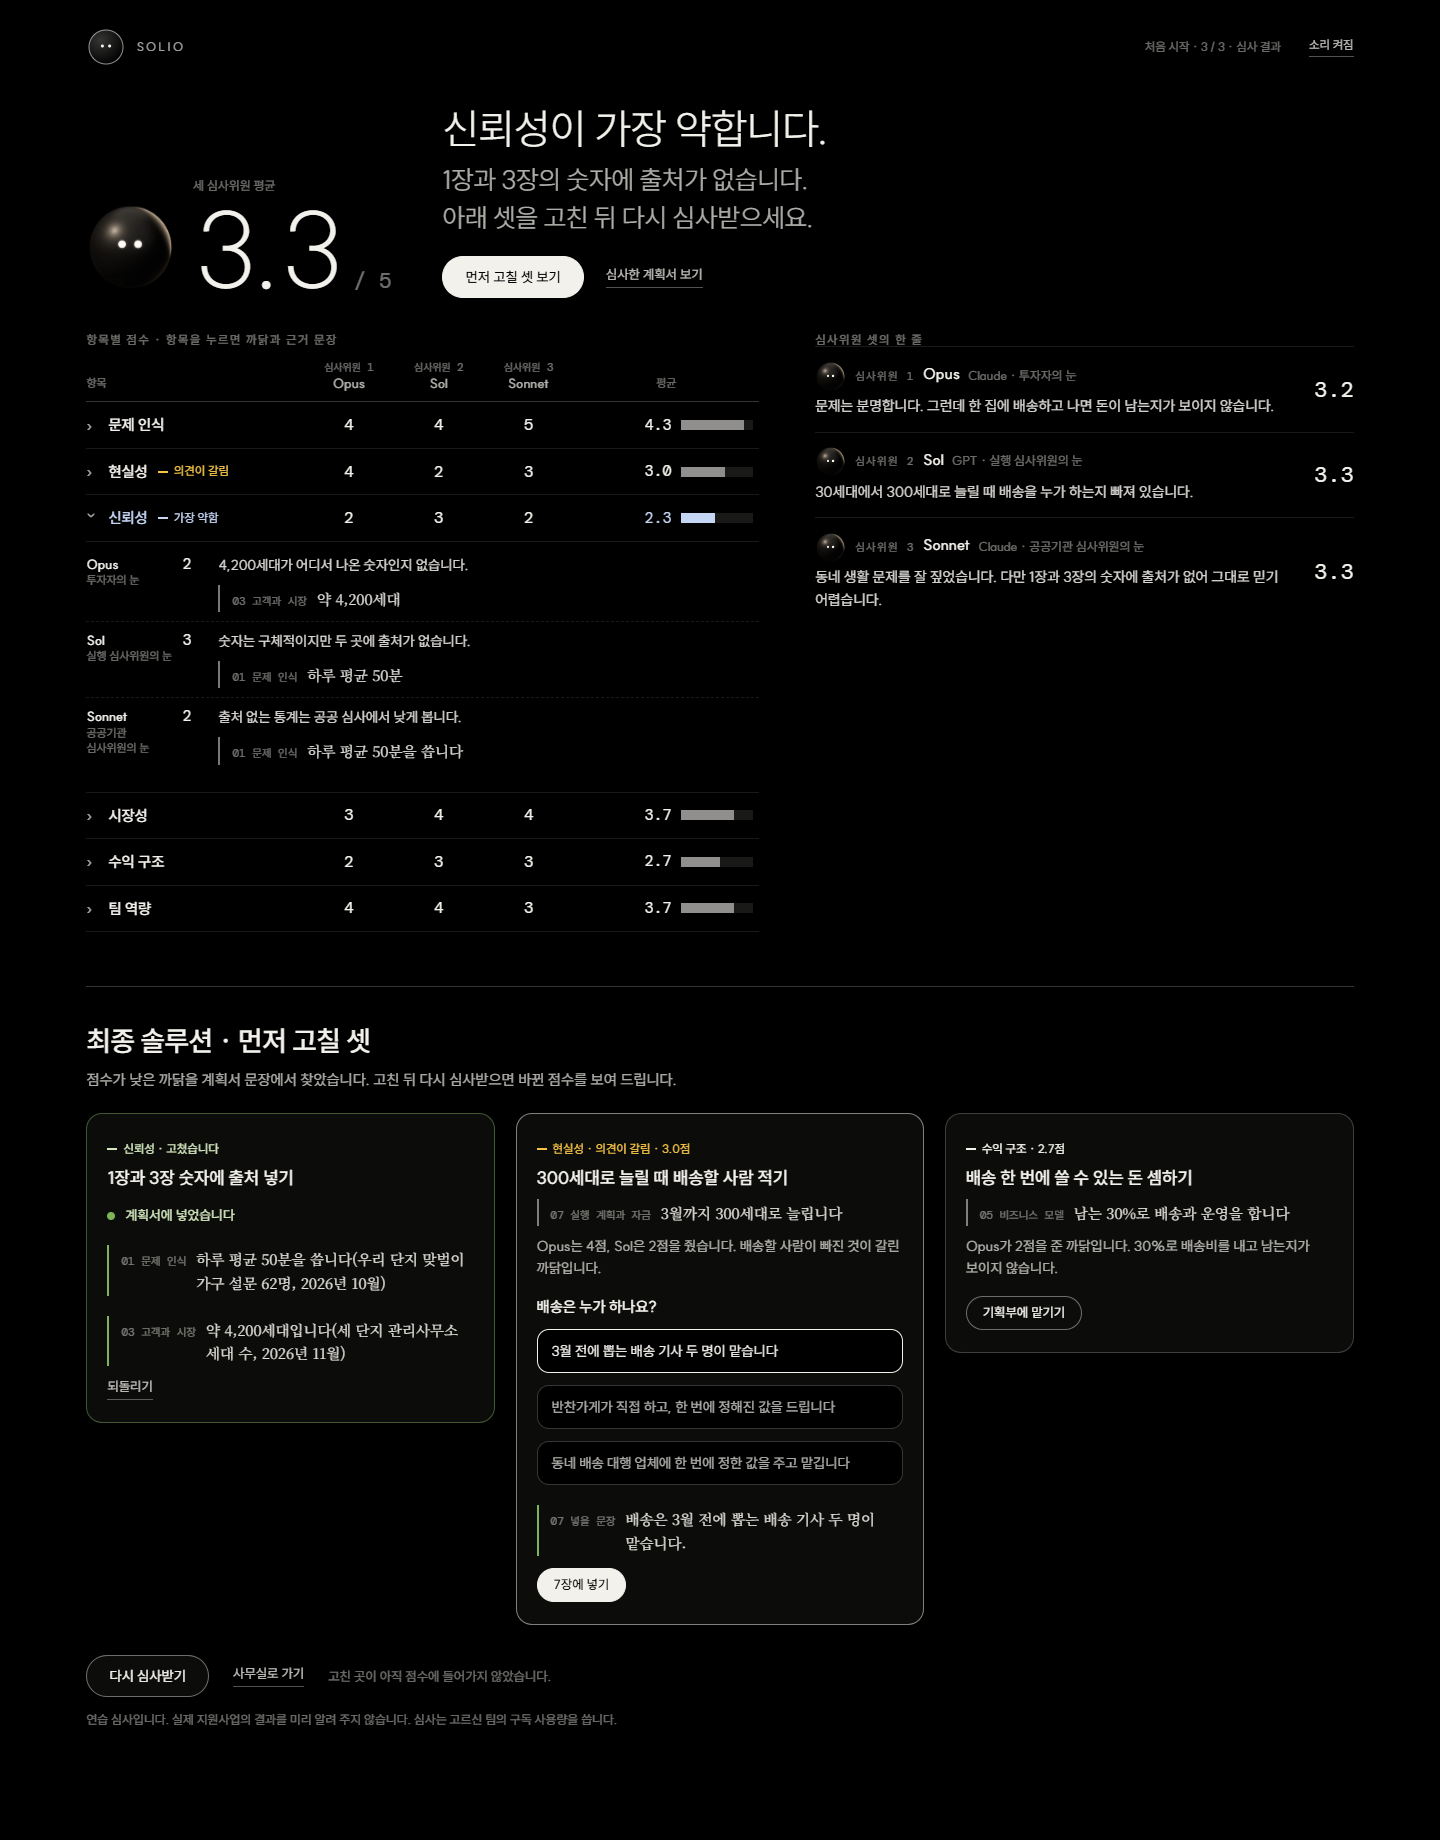 SOLIO
처음 시작 · 3 / 3 · 심사 결과
소리 켜짐
신뢰성이 가장 약합니다.
1장과 3장의 숫자에 출처가 없습니다.
아래 셋을 고친 뒤 다시 심사받으세요.
세 심사위원 평균
3.3 / 5
먼저 고칠 셋 보기
심사한 계획서 보기
항목별 점수 · 항목을 누르면 까닭과 근거 문장
항목
심사위원 1
Opus
심사위원 2
Sol
심사위원 3
Sonnet
평균
› 문제 인식 4 4 5 4.3
› 현실성 의견이 갈림 4 2 3 3.0
› 신뢰성 가장 약함 2 3 2 2.3
Opus 2 4,200세대가 어디서 나온 숫자인지 없습니다.
투자자의 눈
03 고객과 시장 약 4,200세대
Sol 3 숫자는 구체적이지만 두 곳에 출처가 없습니다.
실행 심사위원의 눈
01 문제 인식 하루 평균 50분
Sonnet 2 출처 없는 통계는 공공 심사에서 낮게 봅니다.
공공기관
심사위원의 눈
01 문제 인식 하루 평균 50분을 씁니다
› 시장성 3 4 4 3.7
› 수익 구조 2 3 3 2.7
› 팀 역량 4 4 3 3.7
심사위원 셋의 한 줄
심사위원 1 Opus Claude · 투자자의 눈
문제는 분명합니다. 그런데 한 집에 배송하고 나면 돈이 남는지가 보이지 않습니다.
3.2
심사위원 2 Sol GPT · 실행 심사위원의 눈
30세대에서 300세대로 늘릴 때 배송을 누가 하는지 빠져 있습니다.
3.3
심사위원 3 Sonnet Claude · 공공기관 심사위원의 눈
동네 생활 문제를 잘 짚었습니다. 다만 1장과 3장의 숫자에 출처가 없어 그대로 믿기
어렵습니다.
3.3
최종 솔루션 · 먼저 고칠 셋
점수가 낮은 까닭을 계획서 문장에서 찾았습니다. 고친 뒤 다시 심사받으면 바뀐 점수를 보여 드립니다.
신뢰성 · 고쳤습니다
1장과 3장 숫자에 출처 넣기
계획서에 넣었습니다
01 문제 인식 하루 평균 50분을 씁니다(우리 단지 맞벌이
가구 설문 62명, 2026년 10월)
03 고객과 시장 약 4,200세대입니다(세 단지 관리사무소
세대 수, 2026년 11월)
되돌리기
현실성 · 의견이 갈림 · 3.0점
300세대로 늘릴 때 배송할 사람 적기
07 실행 계획과 자금 3월까지 300세대로 늘립니다
Opus는 4점, Sol은 2점을 줬습니다. 배송할 사람이 빠진 것이 갈린
까닭입니다.
배송은 누가 하나요?
3월 전에 뽑는 배송 기사 두 명이 맡습니다
반찬가게가 직접 하고, 한 번에 정해진 값을 드립니다
동네 배송 대행 업체에 한 번에 정한 값을 주고 맡깁니다
07 넣을 문장 배송은 3월 전에 뽑는 배송 기사 두 명이
맡습니다.
7장에 넣기
수익 구조 · 2.7점
배송 한 번에 쓸 수 있는 돈 셈하기
05 비즈니스 모델 남는 30%로 배송과 운영을 합니다
Opus가 2점을 준 까닭입니다. 30%로 배송비를 내고 남는지가
보이지 않습니다.
기획부에 맡기기
다시 심사받기
사무실로 가기
고친 곳이 아직 점수에 들어가지 않았습니다.
연습 심사입니다. 실제 지원사업의 결과를 미리 알려 주지 않습니다. 심사는 고르신 팀의 구독 사용량을 씁니다.